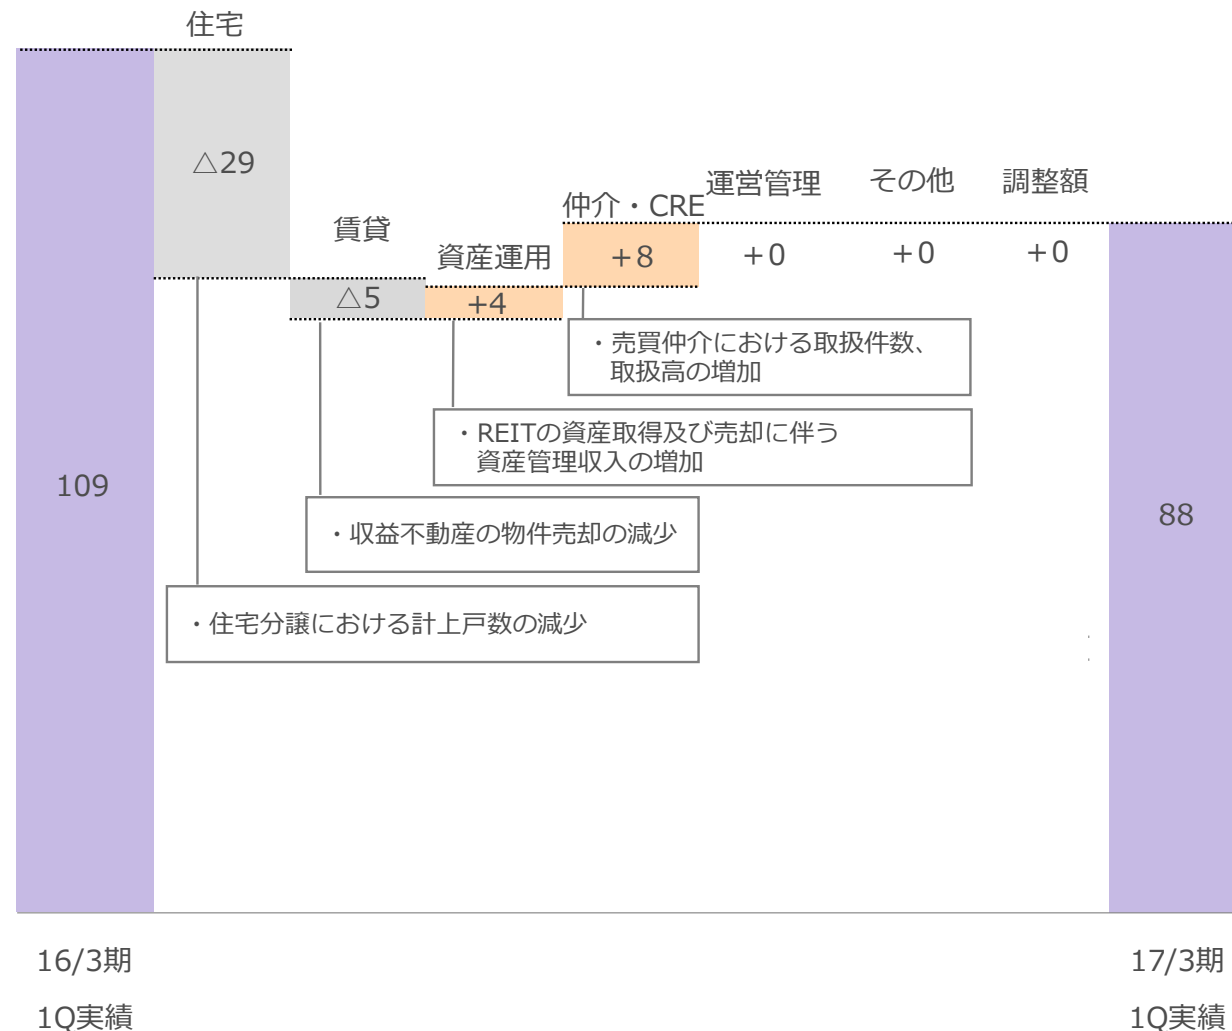 住宅
△29
賃貸
△5
資産運用
+4
仲介・CRE
+8
運営管理
+0
その他
+0
調整額
+0
・売買仲介における取扱件数、
取扱高の増加
・REITの資産取得及び売却に伴う
資産管理収入の増加
109
・収益不動産の物件売却の減少
88
・住宅分譲における計上戸数の減少
16/3期
1Q実績
17/3期
1Q実績